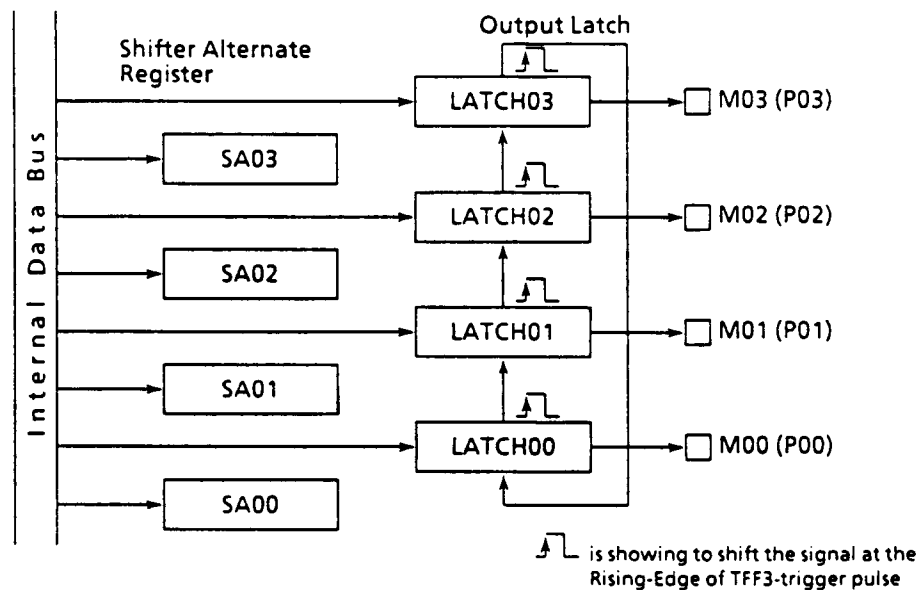 Output Latch
Shifter Alternate
Register
LATCH03
M03 (P03)
SA03
LATCH02
M02 (P02)
SA02
LATCH01
M01 (P01)
SA01
LATCH00
M00 (P00)
SA00
Internal Data Bus
is showing to shift the signal at the
Rising-Edge of TFF3-trigger pulse